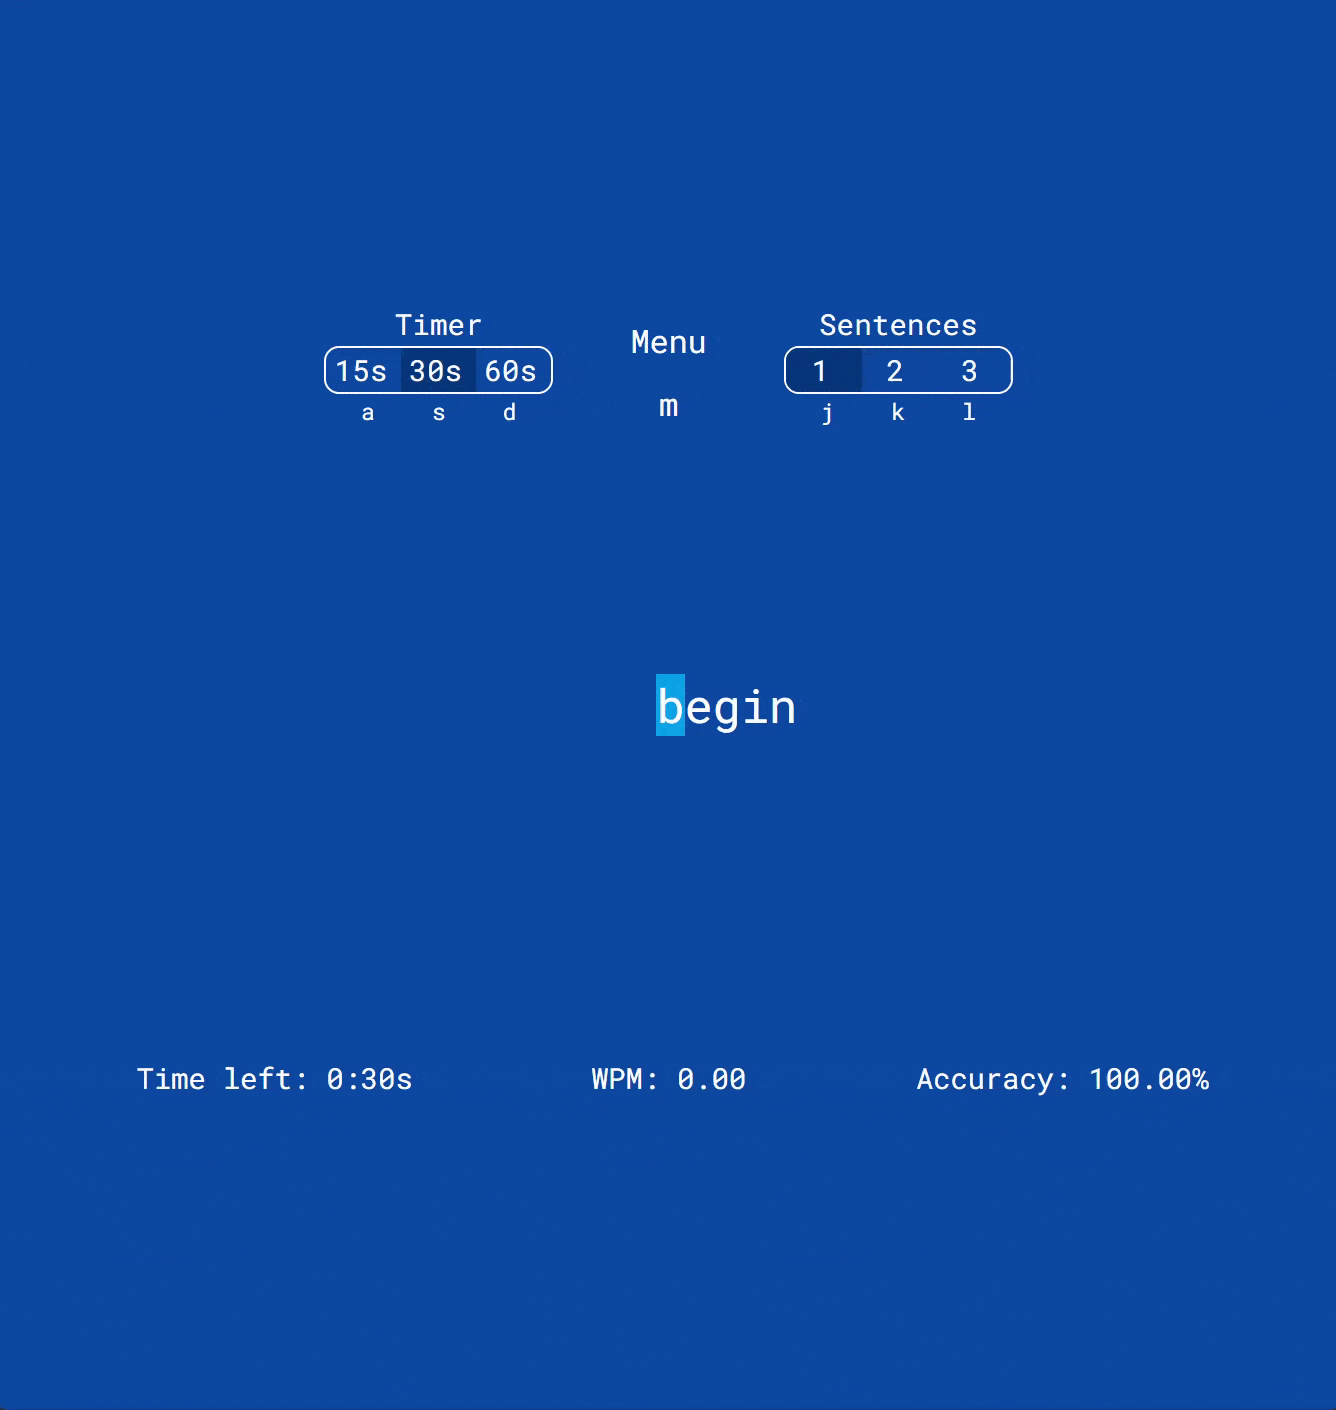 Timer
15s 30s 60s
a s d
Menu
m
Sentences
1 2 3
j k l
begin
Time left: 0:30s WPM: 0.00 Accuracy: 100.00%